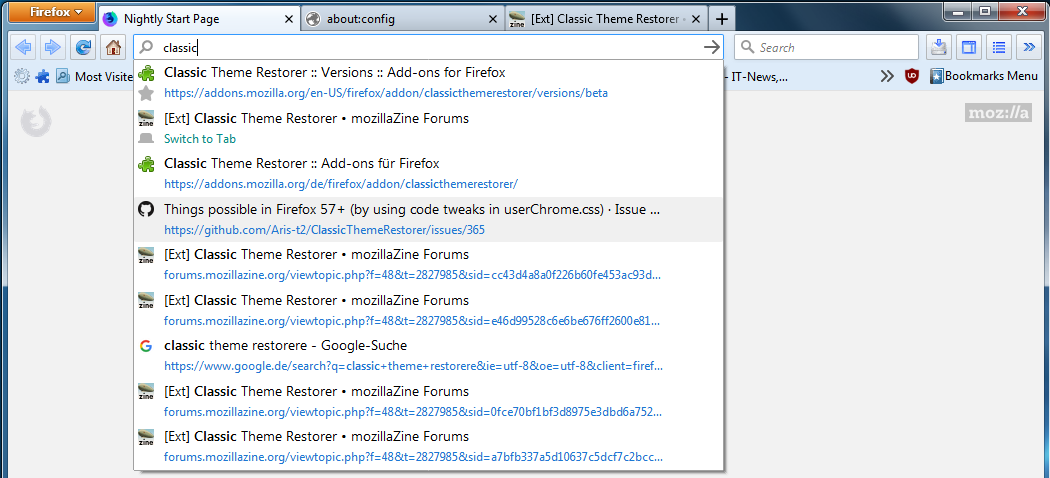 Firefox
Nightly Start Page
about:config
[Ext] Classic Theme Restorer •
classic
Search
Most Visite
- IT-News,...
Bookmarks Menu
moz://a
Classic Theme Restorer :: Versions :: Add-ons for Firefox
https://addons.mozilla.org/en-US/firefox/addon/classicthemerestorer/versions/beta
zine
[Ext] Classic Theme Restorer • mozillaZine Forums
Switch to Tab
Classic Theme Restorer :: Add-ons für Firefox
https://addons.mozilla.org/de/firefox/addon/classicthemerestorer/
Things possible in Firefox 57+ (by using code tweaks in userChrome.css) · Issue ...
https://github.com/Aris-t2/ClassicThemeRestorer/issues/365
zine
[Ext] Classic Theme Restorer • mozillaZine Forums
forums.mozillazine.org/viewtopic.php?f=48&t=2827985&sid=cc43d4a8a0f226b60fe453ac93d...
zine
[Ext] Classic Theme Restorer • mozillaZine Forums
forums.mozillazine.org/viewtopic.php?f=48&t=2827985&sid=e46d99528c6e6be676ff2600e81...
classic theme restorere - Google-Suche
https://www.google.de/search?q=classic+theme+restorere&ie=utf-8&oe=utf-8&client=firef...
zine
[Ext] Classic Theme Restorer • mozillaZine Forums
forums.mozillazine.org/viewtopic.php?f=48&t=2827985&sid=0fce70bf1bf3d8975e3dbd6a752...
zine
[Ext] Classic Theme Restorer • mozillaZine Forums
forums.mozillazine.org/viewtopic.php?f=48&t=2827985&sid=a7bfb337a5d10637c5dcf7c2bcc...